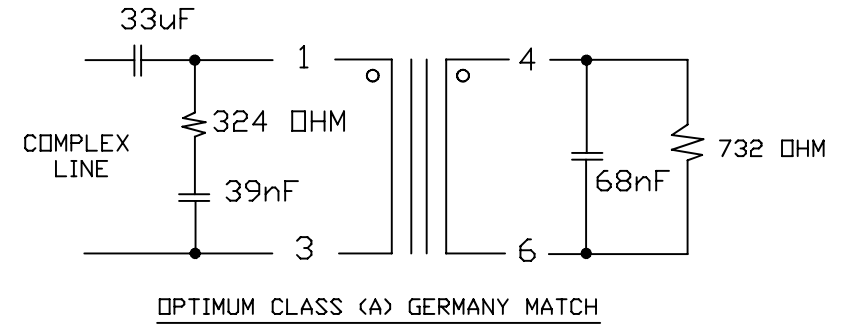 33uF
1
4
324 OHM
COMPLEX
LINE
732 OHM
39nF
68nF
3
6
OPTIMUM CLASS (A) GERMANY MATCH